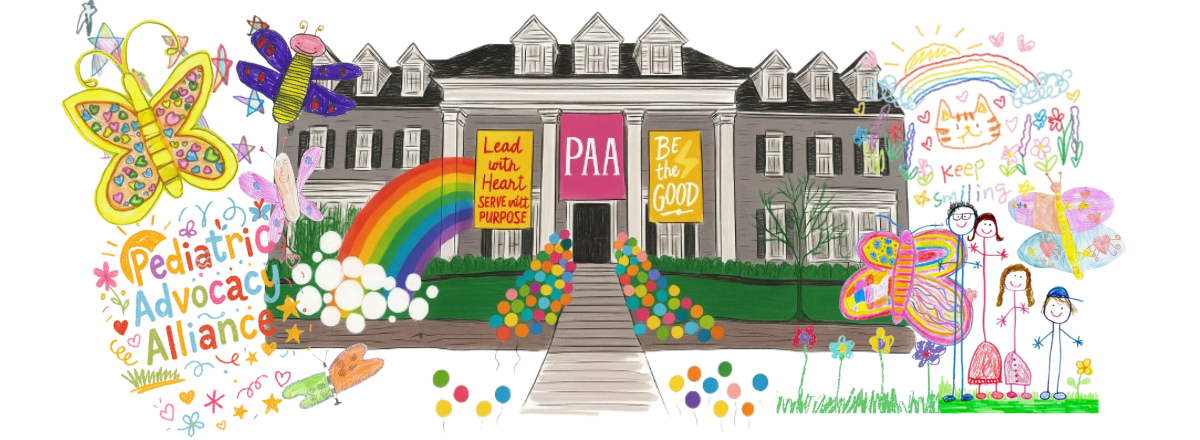 Pediatric
Advocacy
Alliance
Lead
with
Heart
SERVE with
PURPOSE
PAA
BE
the
GOOD
Keep
Smiling